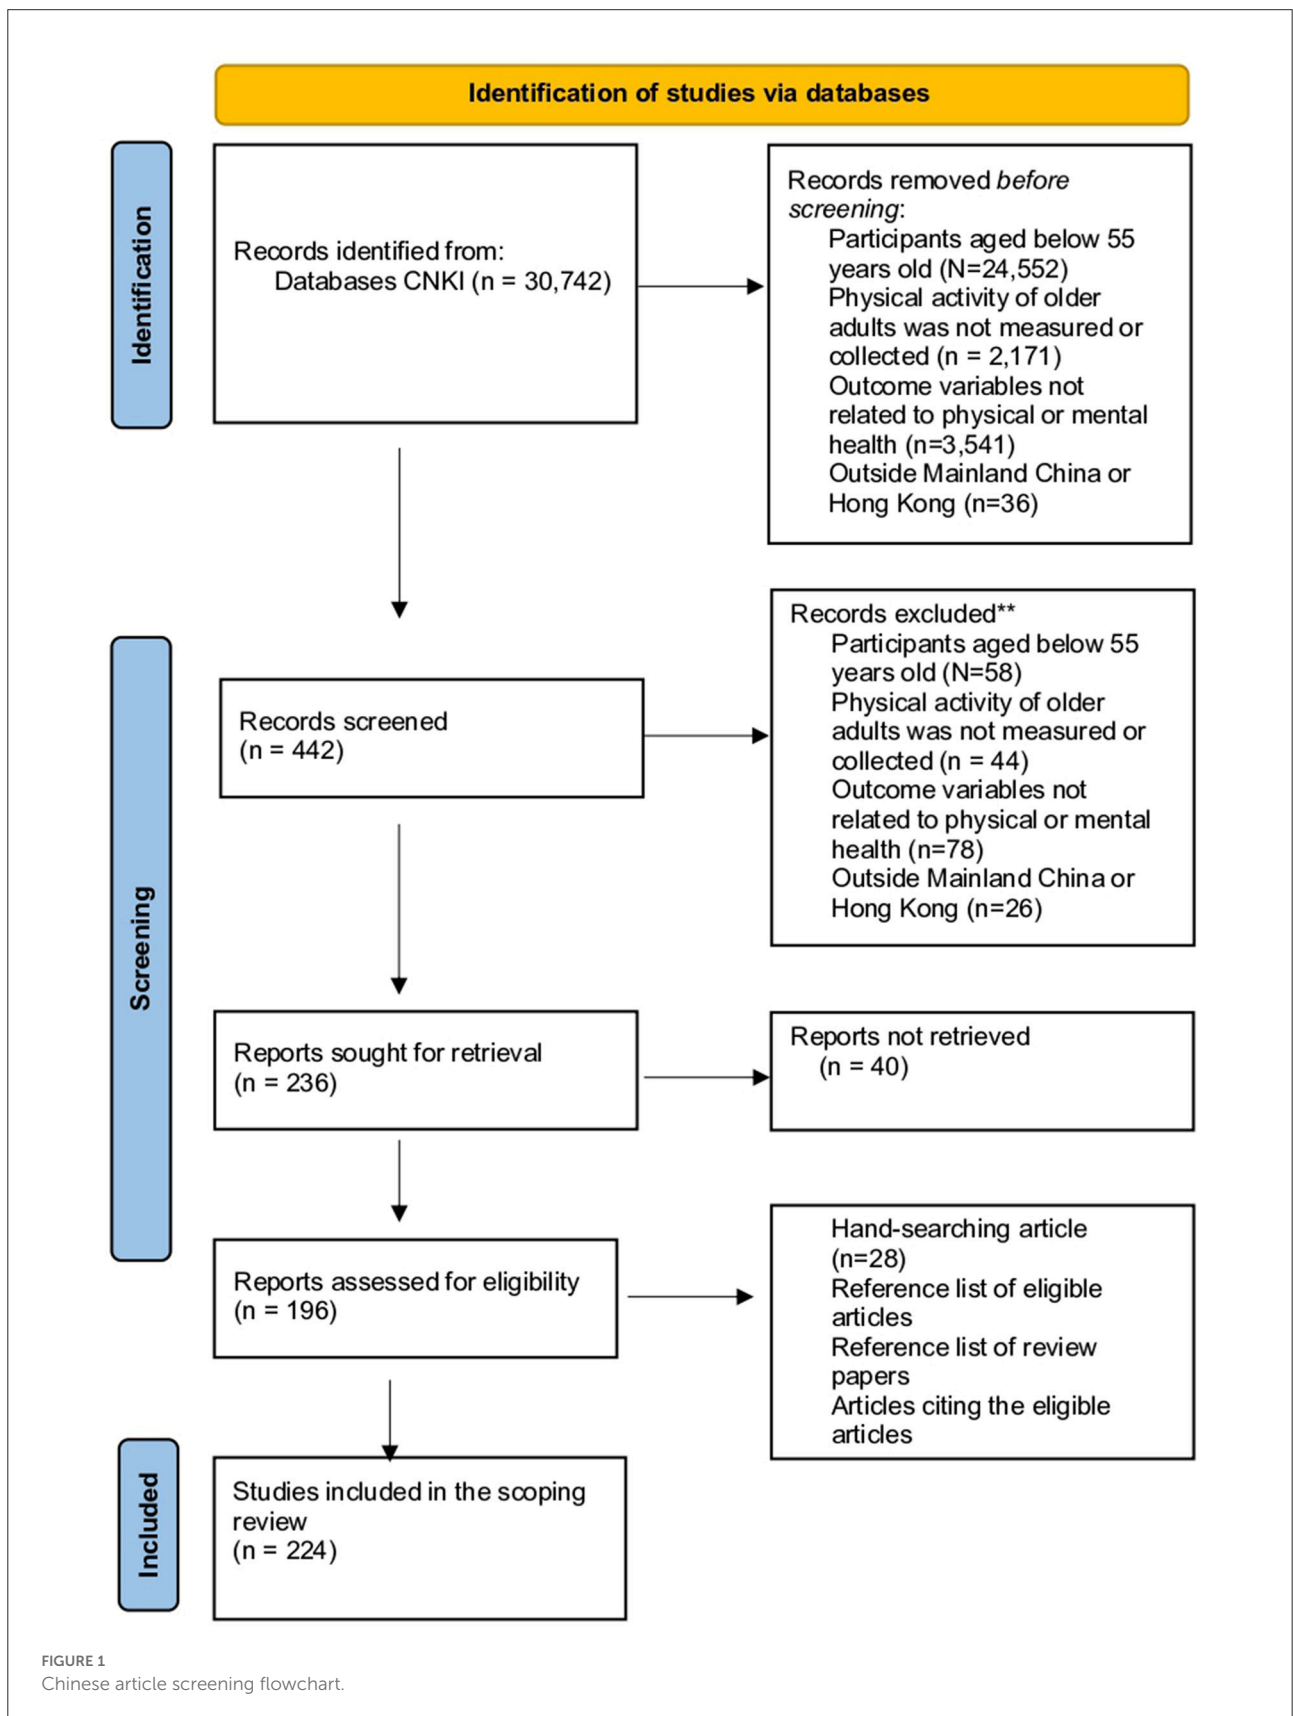 Identification of studies via databases
Identification
Records identified from:
Databases CNKI (n = 30,742)
Records removed before
screening:
Participants aged below 55
years old (N=24,552)
Physical activity of older
adults was not measured or
collected (n = 2,171)
Outcome variables not
related to physical or mental
health (n=3,541)
Outside Mainland China or
Hong Kong (n=36)
Screening
Records screened
(n = 442)
Records excluded**
Participants aged below 55
years old (N=58)
Physical activity of older
adults was not measured or
collected (n = 44)
Outcome variables not
related to physical or mental
health (n=78)
Outside Mainland China or
Hong Kong (n=26)
Reports sought for retrieval
(n = 236)
Reports not retrieved
(n = 40)
Reports assessed for eligibility
(n = 196)
Hand-searching article
(n=28)
Reference list of eligible
articles
Reference list of review
papers
Articles citing the eligible
articles
Included
Studies included in the scoping
review
(n = 224)
FIGURE 1
Chinese article screening flowchart.